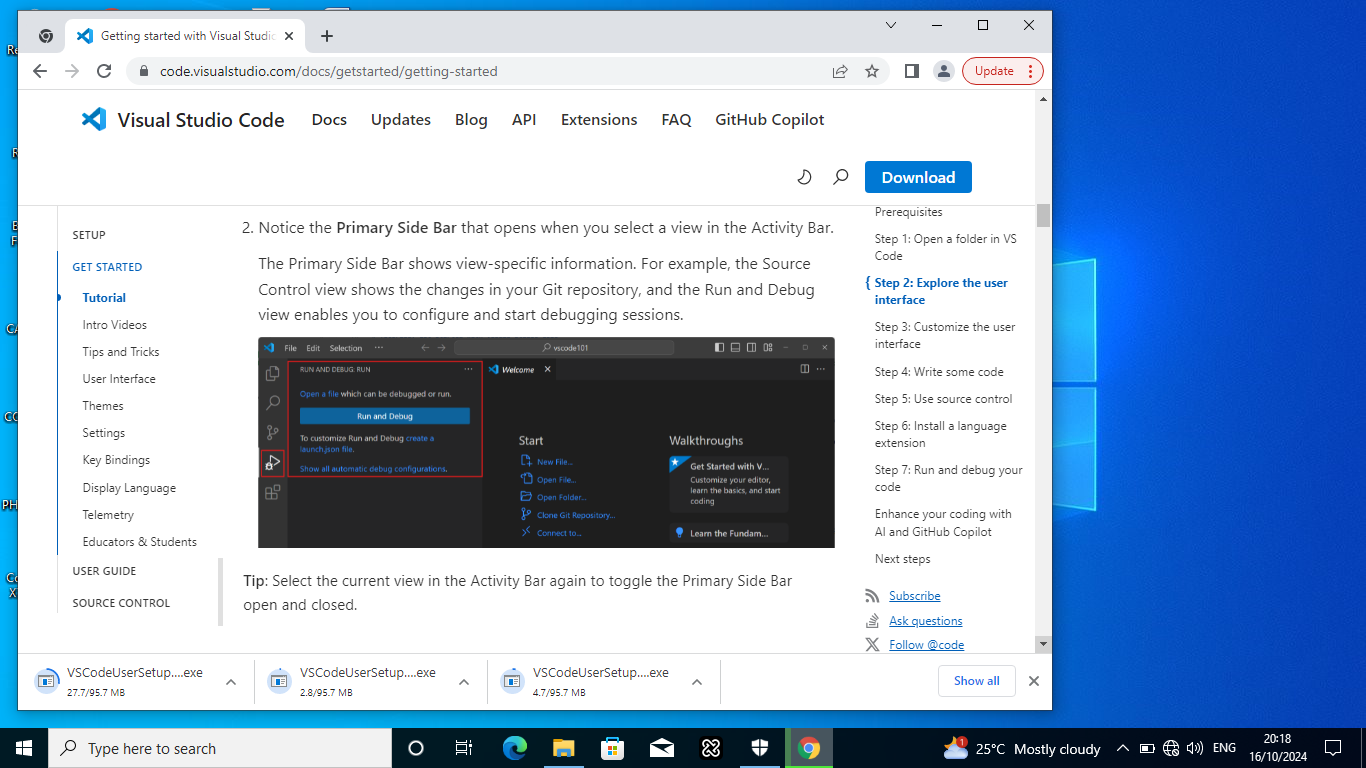 Getting started with Visual Studio
code.visualstudio.com/docs/getstarted/getting-started
Update
Visual Studio Code
Docs
Updates
Blog
API
Extensions
FAQ
GitHub Copilot
Download
SETUP
GET STARTED
Tutorial
Intro Videos
Tips and Tricks
User Interface
Themes
Settings
Key Bindings
Display Language
Telemetry
Educators & Students
USER GUIDE
SOURCE CONTROL
2. Notice the Primary Side Bar that opens when you select a view in the Activity Bar.
The Primary Side Bar shows view-specific information. For example, the Source
Control view shows the changes in your Git repository, and the Run and Debug
view enables you to configure and start debugging sessions.
File Edit Selection ···
vscode101
RUN AND DEBUG: RUN
Open a file which can be debugged or run.
Run and Debug
To customize Run and Debug create a
launch.json file.
Show all automatic debug configurations.
Welcome
Start
New File...
Open File...
Open Folder...
Clone Git Repository...
Connect to...
Walkthroughs
Get Started with V...
Customize your editor,
learn the basics, and start
coding
Learn the Fundam...
Tip: Select the current view in the Activity Bar again to toggle the Primary Side Bar
open and closed.
Prerequisites
Step 1: Open a folder in VS
Code
Step 2: Explore the user
interface
Step 3: Customize the user
interface
Step 4: Write some code
Step 5: Use source control
Step 6: Install a language
extension
Step 7: Run and debug your
code
Enhance your coding with
AI and GitHub Copilot
Next steps
Subscribe
Ask questions
Follow @code
VSCodeUserSetup....exe
27.7/95.7 MB
VSCodeUserSetup....exe
2.8/95.7 MB
VSCodeUserSetup....exe
4.7/95.7 MB
Show all
Type here to search
1
25°C Mostly cloudy
ENG
20:18
16/10/2024